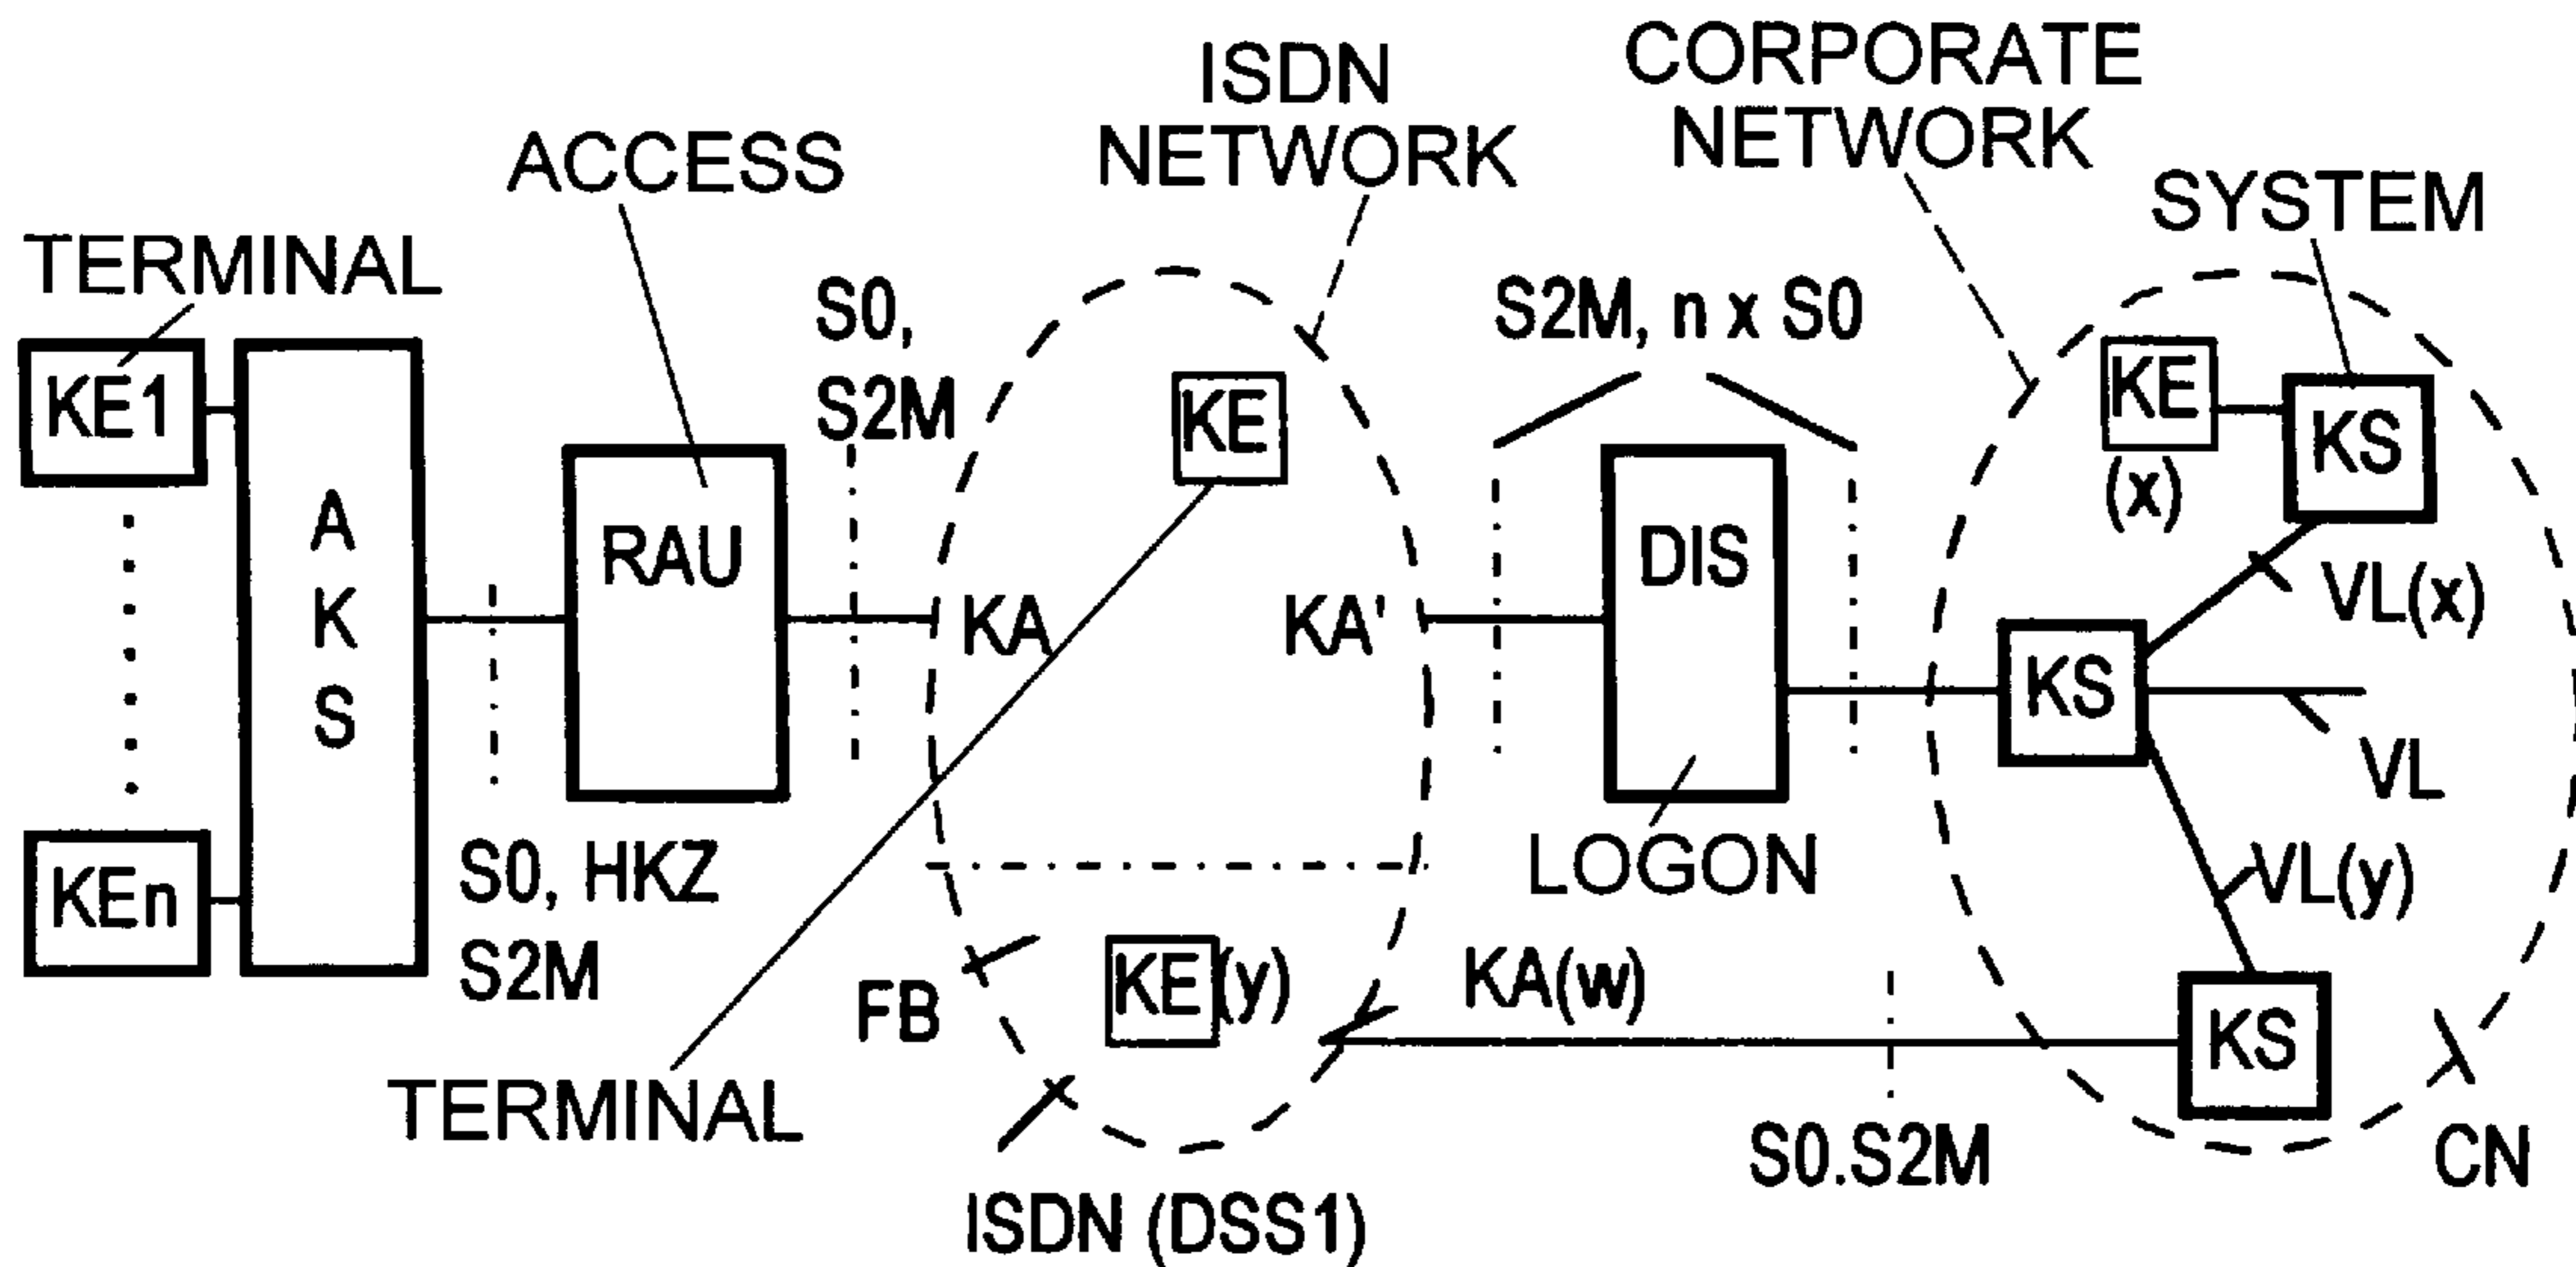 ISDN
NETWORK
CORPORATE
NETWORK
ACCESS
SYSTEM
TERMINAL
S0,
S2M
S2M, n x S0
KE1
KE
KE
(x)
KS
A
K
S
RAU
DIS
KA
KA'
VL(x)
KS
VL
KEn
S0, HKZ
S2M
LOGON
VL(y)
FB
KE(y)
KA(w)
KS
TERMINAL
S0.S2M
CN
ISDN (DSS1)